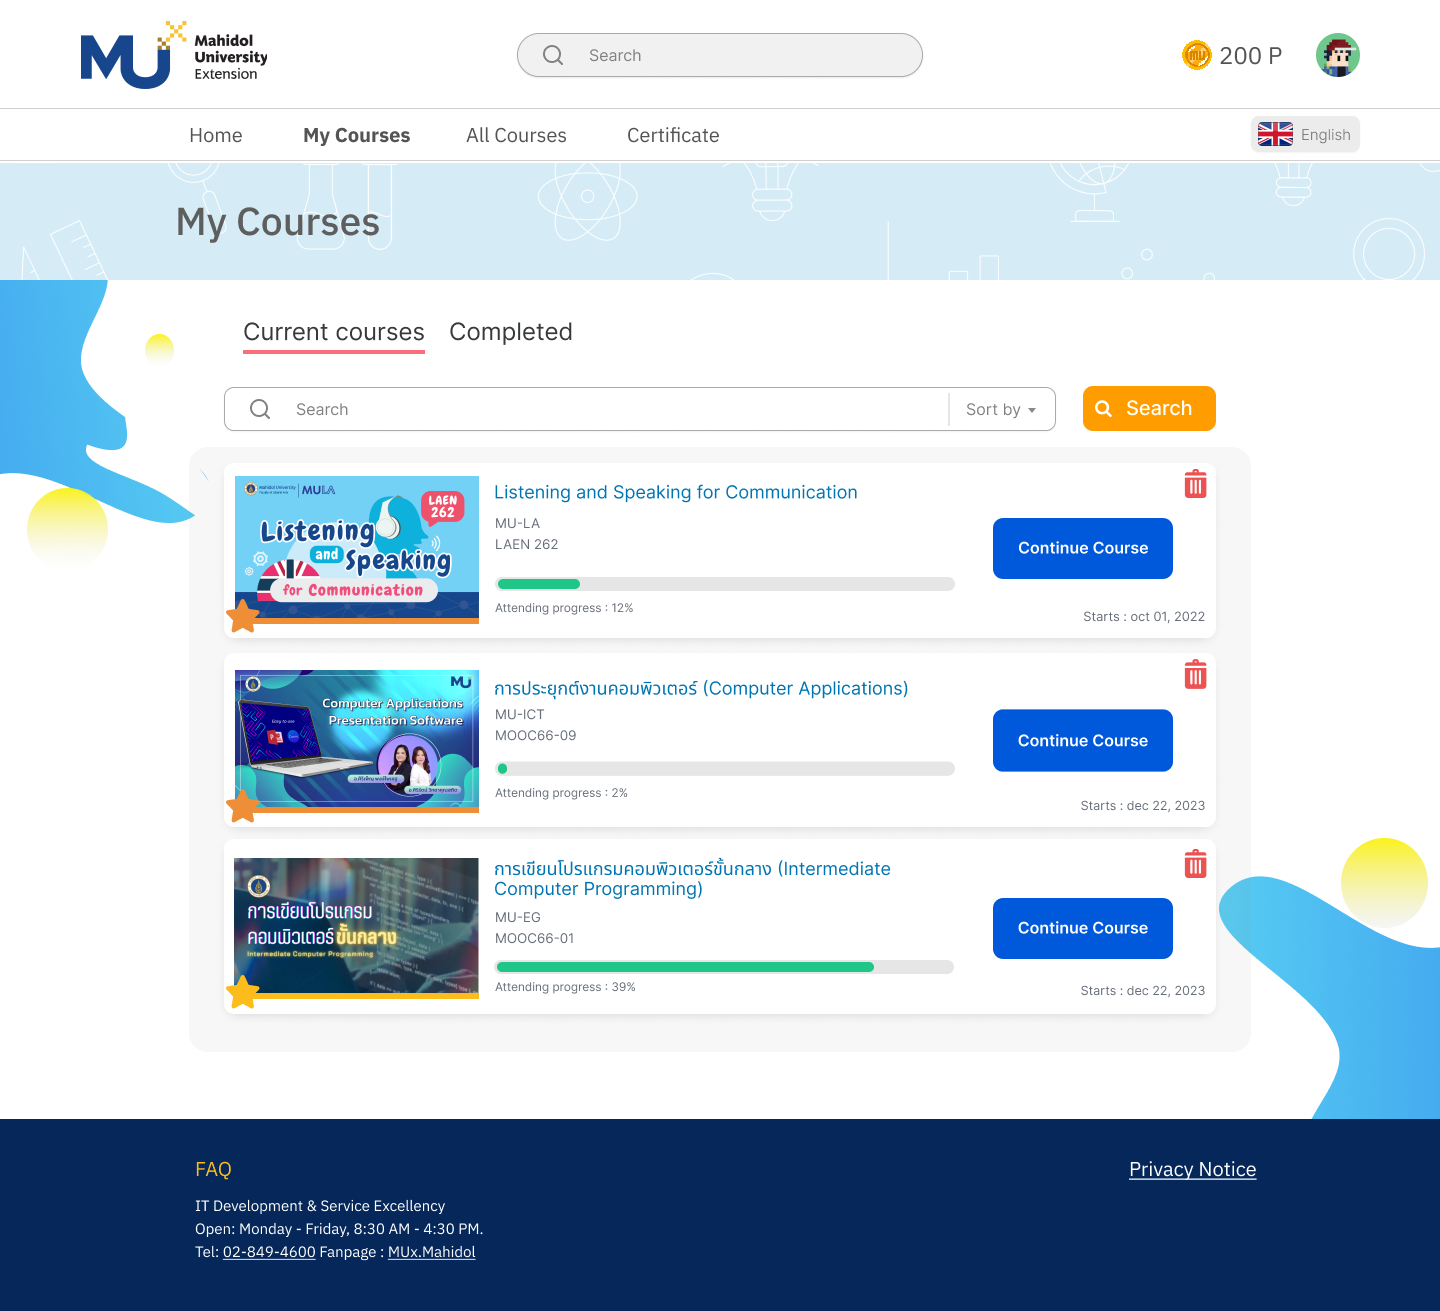 MU
Mahidol
University
Extension
Search
200 P
Home
My Courses
All Courses
Certificate
English
My Courses
Current courses
Completed
Search
Sort by
Search
Mahidol University
MULA
LAEN
262
Listening
and Speaking
for Communication
Listening and Speaking for Communication
MU-LA
LAEN 262
Attending progress : 12%
Continue Course
Starts : oct 01, 2022
MU
Computer Applications
Presentation Software
Easy to use
การประยุกต์งานคอมพิวเตอร์ (Computer Applications)
MU-ICT
MOOC66-09
Attending progress : 2%
Continue Course
Starts : dec 22, 2023
การเขียนโปรแกรม
คอมพิวเตอร์ขั้นกลาง
Intermediate Computer Programming
การเขียนโปรแกรมคอมพิวเตอร์ขั้นกลาง (Intermediate
Computer Programming)
MU-EG
MOOC66-01
Attending progress : 39%
Continue Course
Starts : dec 22, 2023
FAQ
Privacy Notice
IT Development & Service Excellency
Open: Monday - Friday, 8:30 AM - 4:30 PM.
Tel: 02-849-4600 Fanpage : MUx.Mahidol